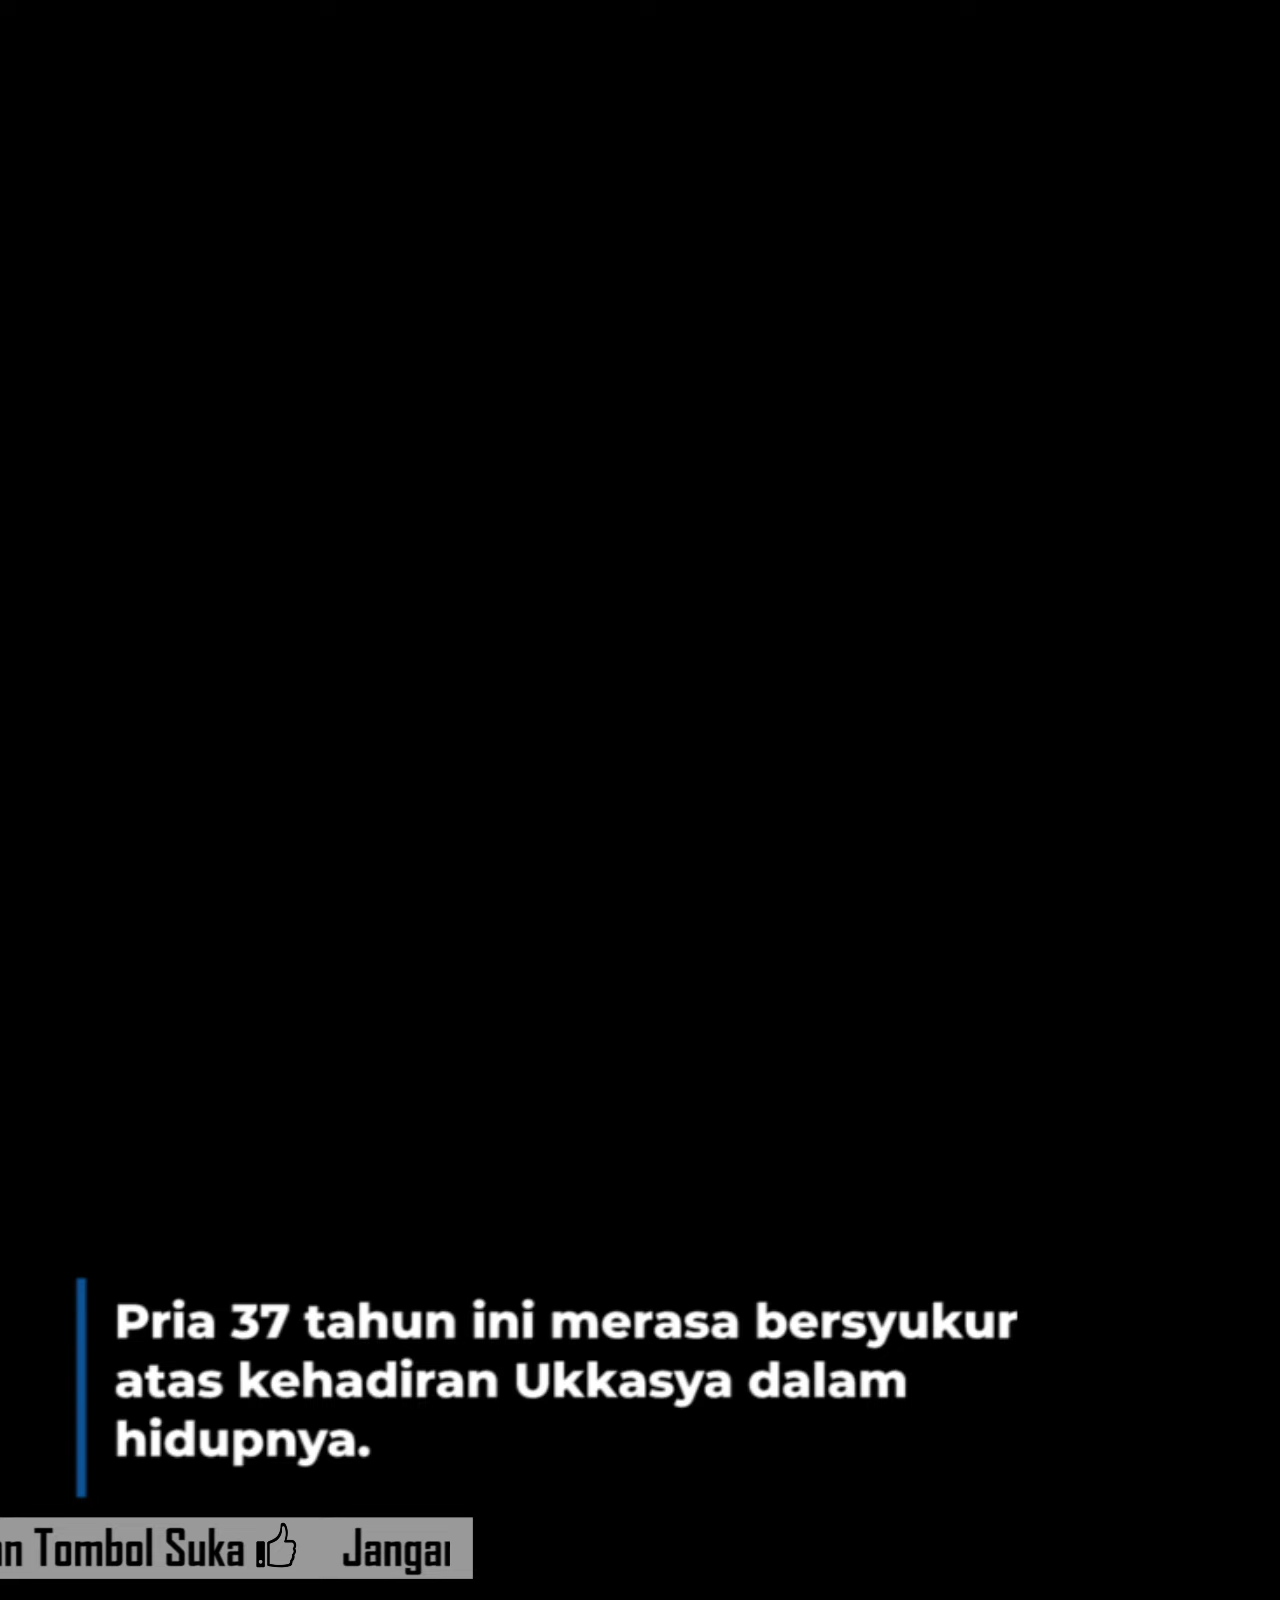 Pria 37 tahun ini merasa bersyukur
atas kehadiran Ukkasya dalam
hidupnya.
Tombol Suka